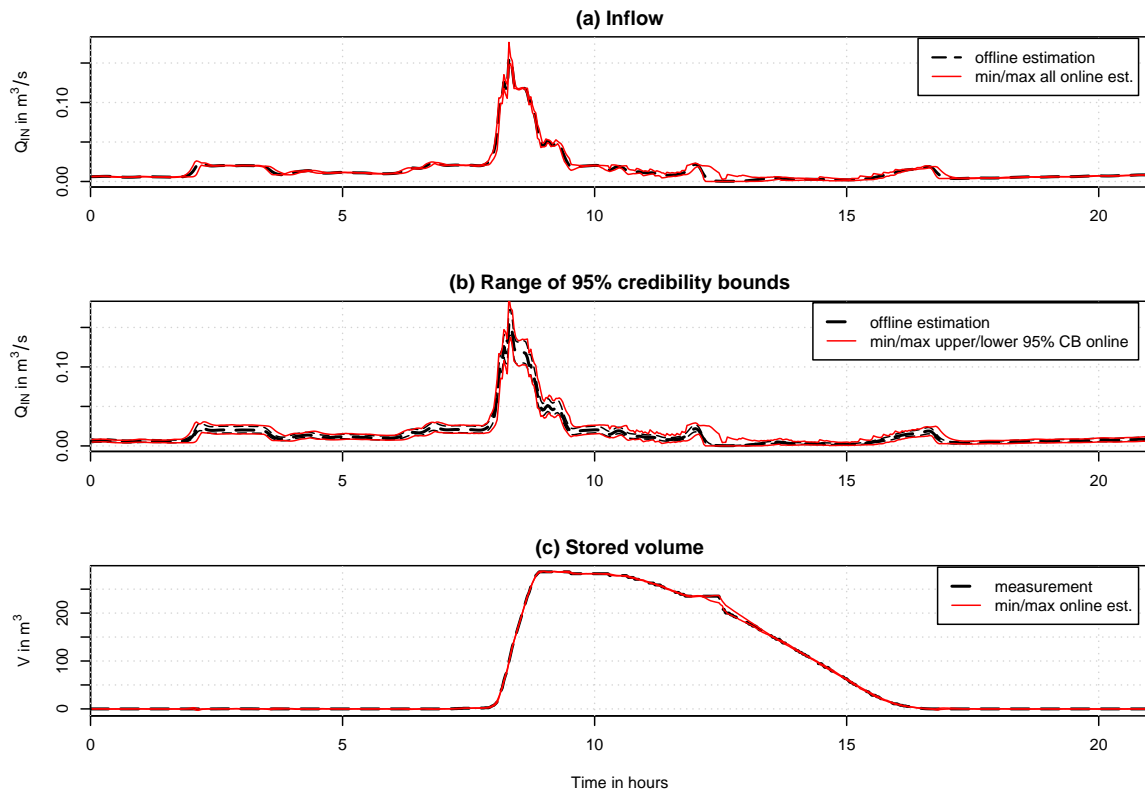 (a) Inflow
Q_IN in m³/s
0.00
0.10
offline estimation
min/max all online est.
0
5
10
15
20
(b) Range of 95% credibility bounds
Q_IN in m³/s
0.00
0.10
offline estimation
min/max upper/lower 95% CB online
0
5
10
15
20
(c) Stored volume
V in m³
0
100
200
measurement
min/max online est.
0
5
10
15
20
Time in hours